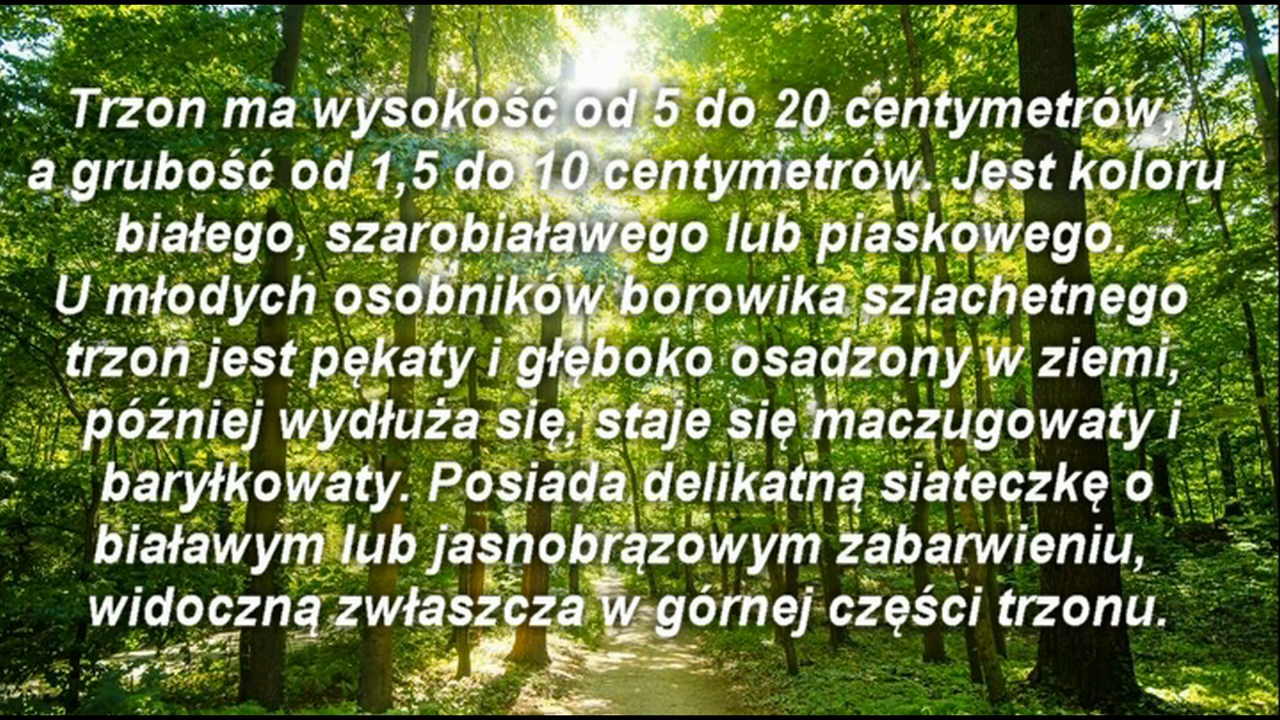 Trzon ma wysokość od 5 do 20 centymetrów,
a grubość od 1,5 do 10 centymetrów. Jest koloru
białego, szarobiaławego lub piaskowego.
U młodych osobników borowika szlachetnego
trzon jest pękaty i głęboko osadzony w ziemi,
później wydłuża się, staje się maczugowaty i
baryłkowaty. Posiada delikatną siateczkę o
białawym lub jasnobrązowym zabarwieniu,
widoczną zwłaszcza w górnej części trzonu.